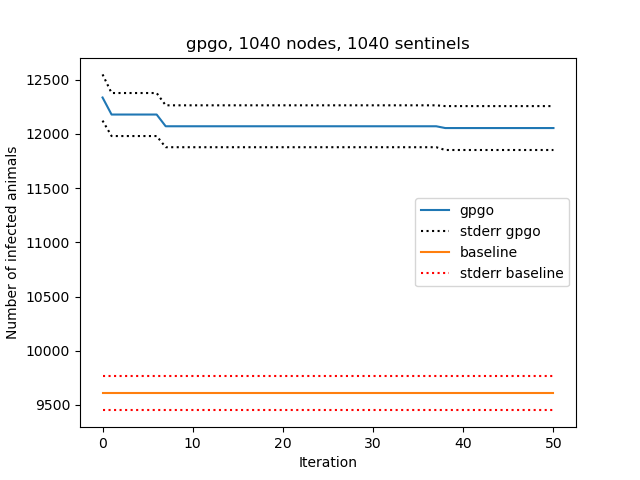 gpgo, 1040 nodes, 1040 sentinels
12500
12000
11500
11000
10500
10000
9500
Number of infected animals
gpgo
stderr gpgo
baseline
stderr baseline
0 10 20 30 40 50
Iteration